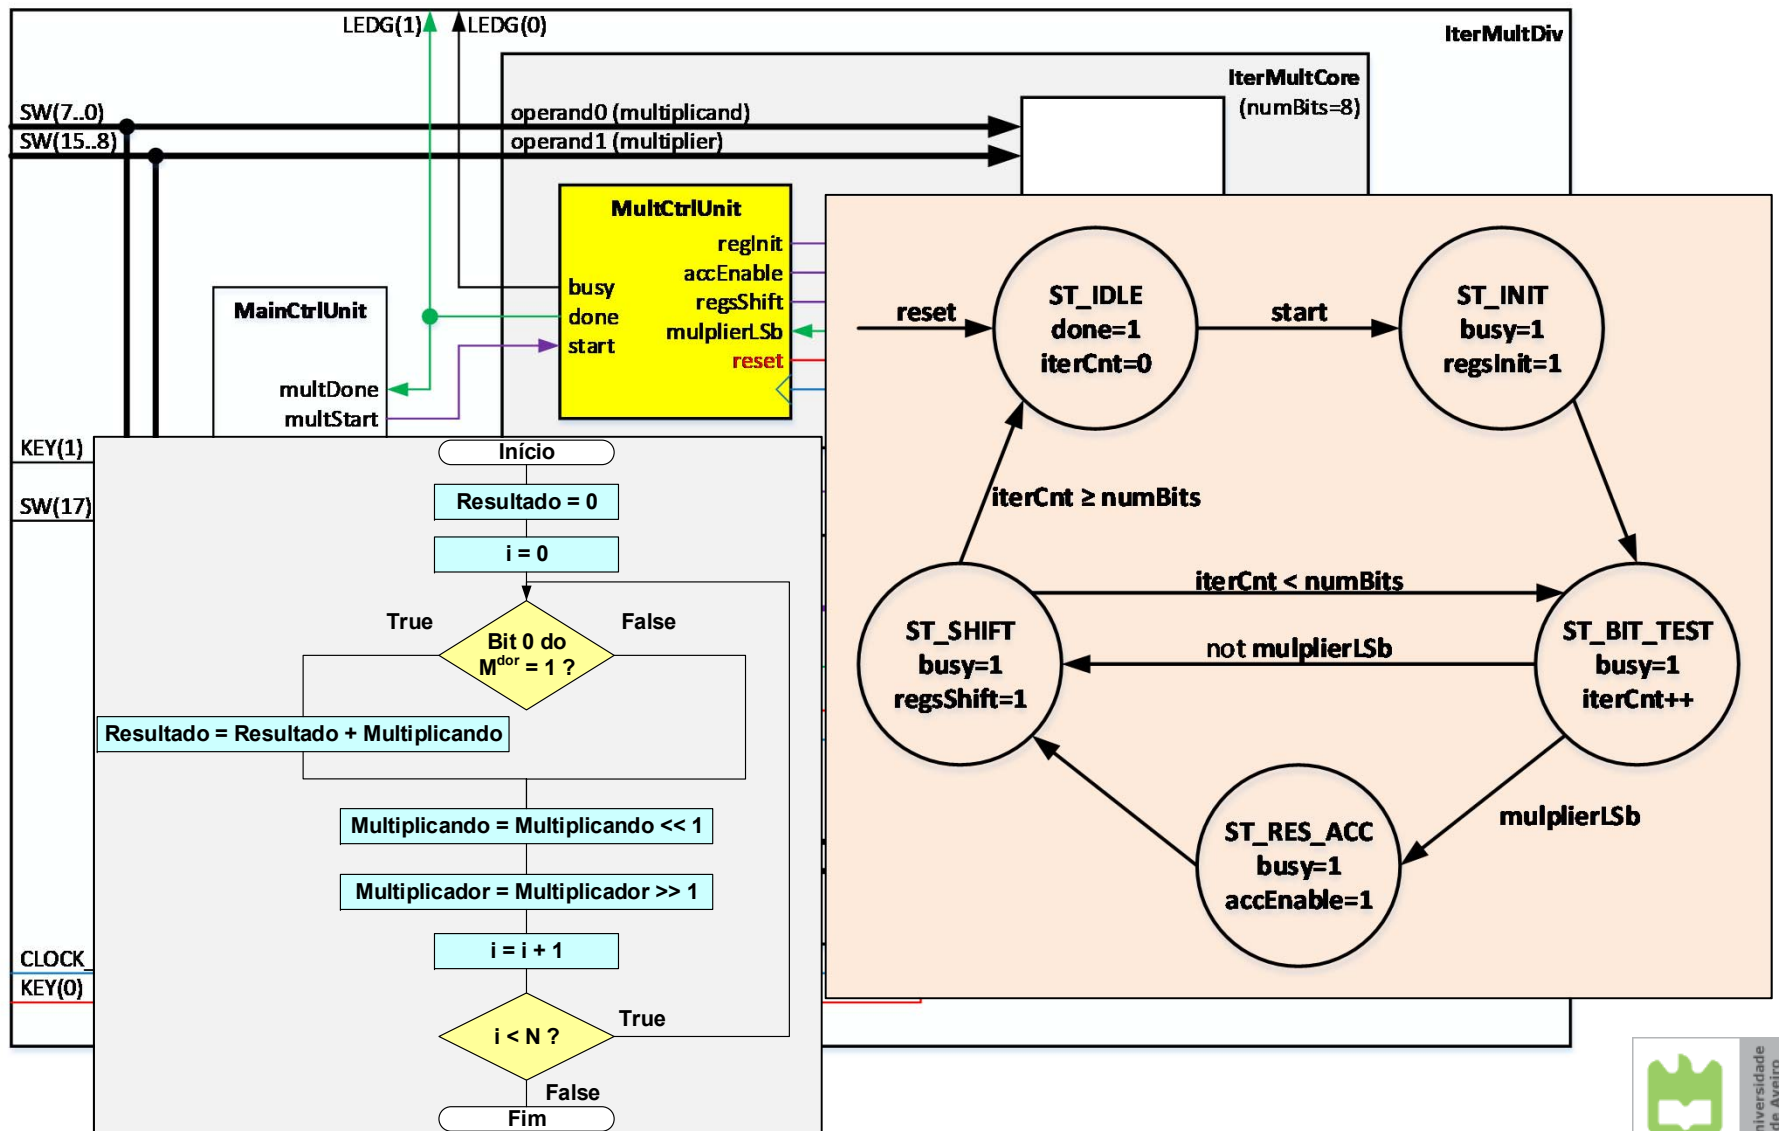 LEDG(1)
LEDG(0)
IterMultDiv
IterMultCore
(numBits=8)
SW(7..0)
operand0 (multiplicand)
SW(15..8)
operand1 (multiplier)
MultCtrlUnit
regInit
accEnable
regsShift
mulplierLSb
reset
busy
done
start
MainCtrlUnit
multDone
multStart
KEY(1)
SW(17)
CLOCK_
KEY(0)
Início
Resultado = 0
i = 0
True
False
Bit 0 do
Mdor = 1 ?
Resultado = Resultado + Multiplicando
Multiplicando = Multiplicando << 1
Multiplicador = Multiplicador >> 1
i = i + 1
i < N ?
True
False
Fim
reset
ST_IDLE
done=1
iterCnt=0
start
ST_INIT
busy=1
regsInit=1
iterCnt ≥ numBits
iterCnt < numBits
ST_SHIFT
busy=1
regsShift=1
not mulplierLSb
ST_BIT_TEST
busy=1
iterCnt++
mulplierLSb
ST_RES_ACC
busy=1
accEnable=1
universidade
de Aveiro